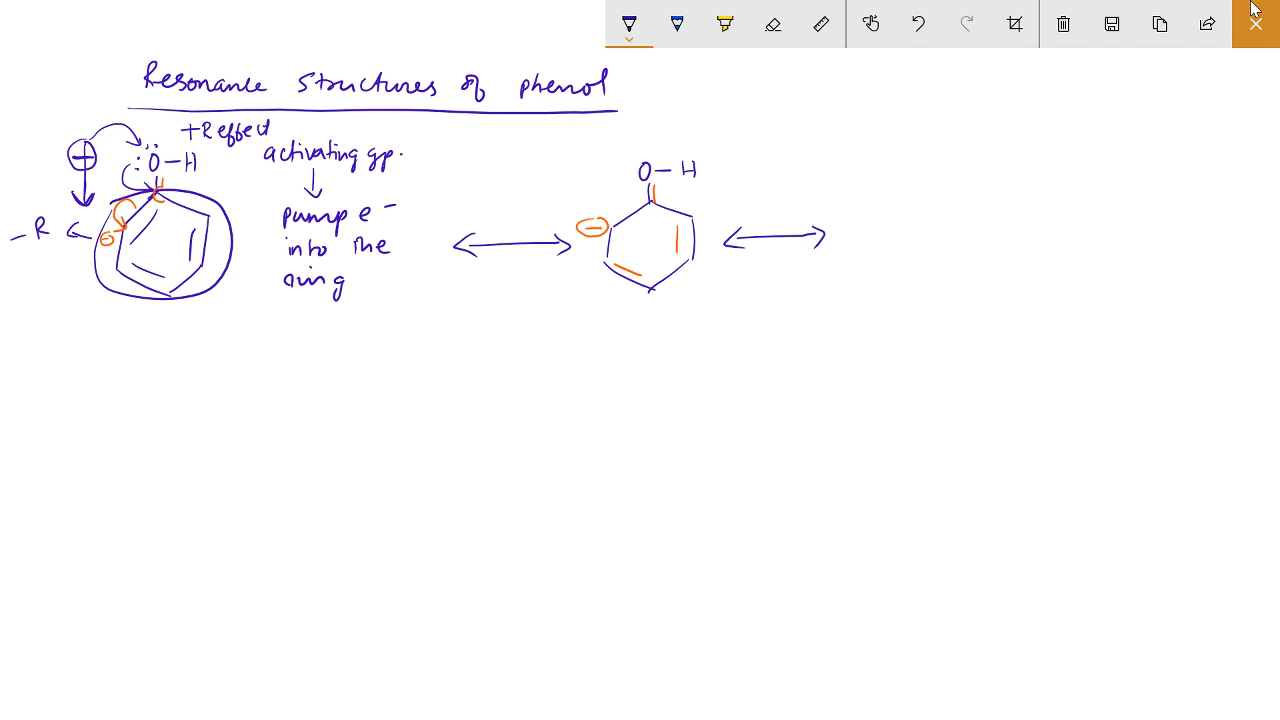 Resonance structures of phenol
+R effect
:Ö-H
activating gp.
pump e⁻
into the
ring
-R
⊖
O-H
⊖